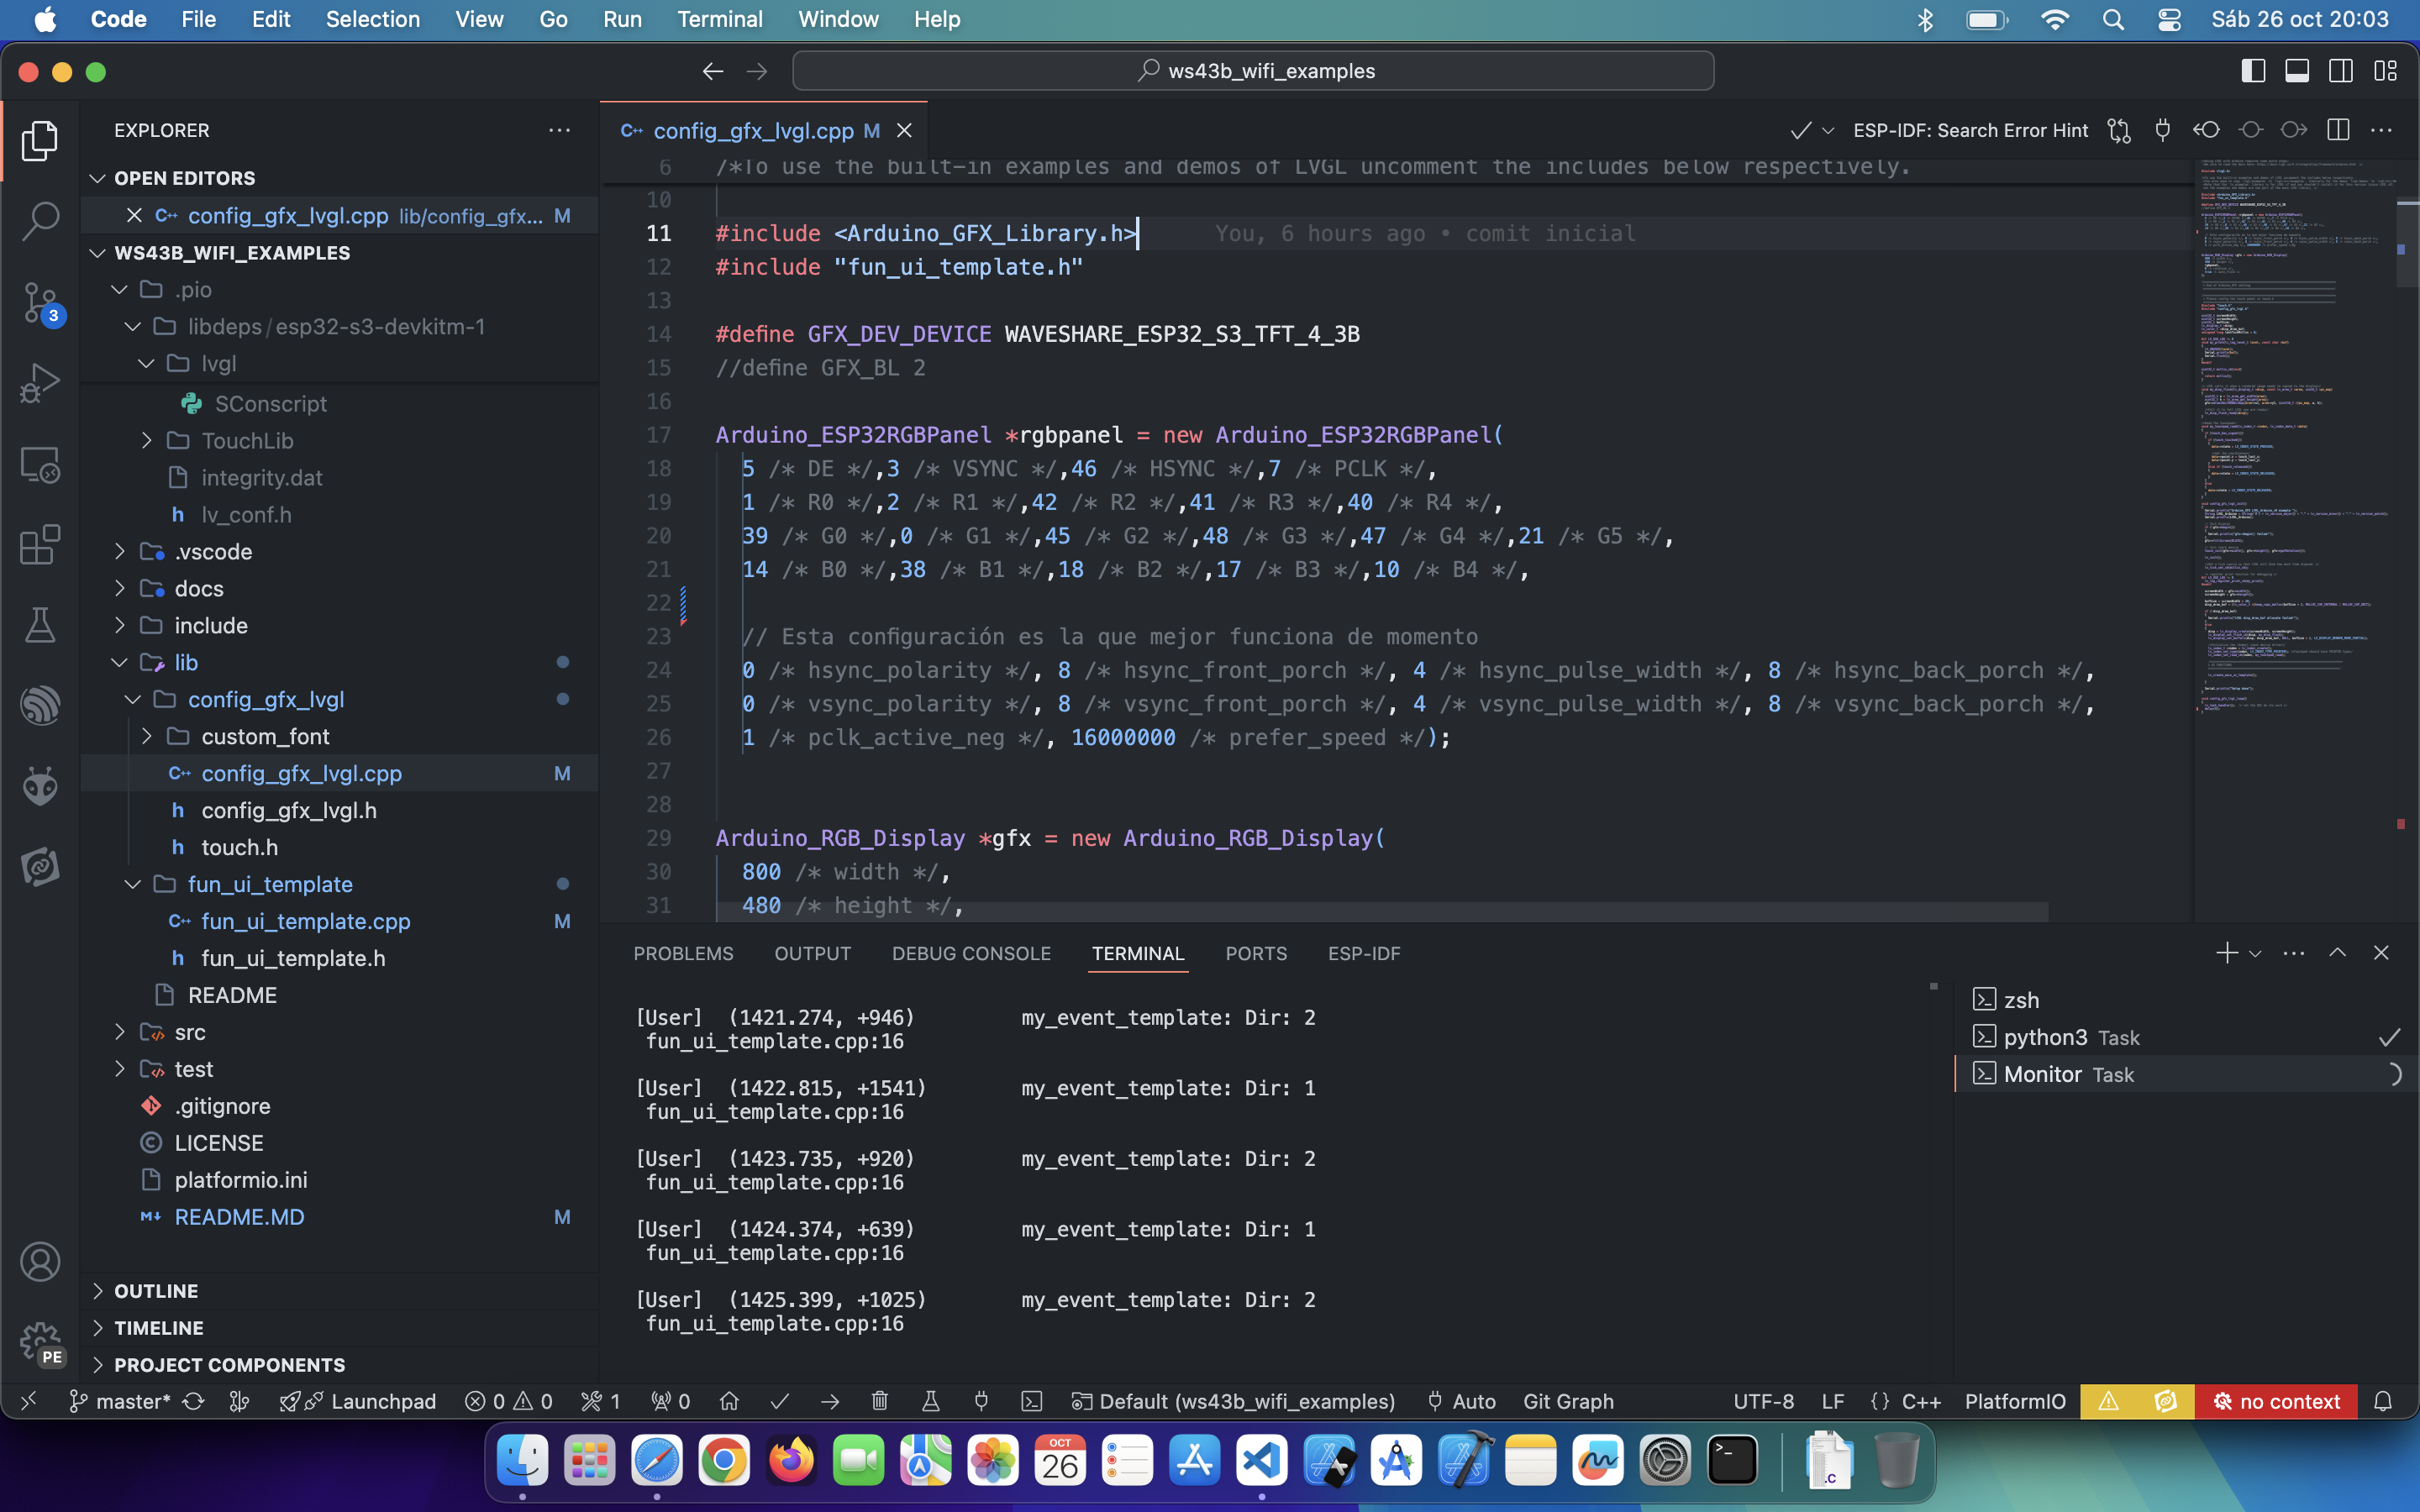 Code File Edit Selection View Go Run Terminal Window Help Sáb 26 oct 20:03
ws43b_wifi_examples
EXPLORER
OPEN EDITORS
config_gfx_lvgl.cpp lib/config_gfx... M
WS43B_WIFI_EXAMPLES
.pio
libdeps/esp32-s3-devkitm-1
lvgl
SConscript
TouchLib
integrity.dat
h lv_conf.h
.vscode
docs
include
lib
config_gfx_lvgl
custom_font
config_gfx_lvgl.cpp M
h config_gfx_lvgl.h
h touch.h
fun_ui_template
fun_ui_template.cpp M
h fun_ui_template.h
README
src
test
.gitignore
LICENSE
platformio.ini
README.MD M
OUTLINE
TIMELINE
PROJECT COMPONENTS
3
PE
config_gfx_lvgl.cpp M
ESP-IDF: Search Error Hint
6 /*To use the built-in examples and demos of LVGL uncomment the includes below respectively.
10
11 #include <Arduino_GFX_Library.h> You, 6 hours ago • comit inicial
12 #include "fun_ui_template.h"
13
14 #define GFX_DEV_DEVICE WAVESHARE_ESP32_S3_TFT_4_3B
15 //define GFX_BL 2
16
17 Arduino_ESP32RGBPanel *rgbpanel = new Arduino_ESP32RGBPanel(
18 5 /* DE */,3 /* VSYNC */,46 /* HSYNC */,7 /* PCLK */,
19 1 /* R0 */,2 /* R1 */,42 /* R2 */,41 /* R3 */,40 /* R4 */,
20 39 /* G0 */,0 /* G1 */,45 /* G2 */,48 /* G3 */,47 /* G4 */,21 /* G5 */,
21 14 /* B0 */,38 /* B1 */,18 /* B2 */,17 /* B3 */,10 /* B4 */,
22
23 // Esta configuración es la que mejor funciona de momento
24 0 /* hsync_polarity */, 8 /* hsync_front_porch */, 4 /* hsync_pulse_width */, 8 /* hsync_back_porch */,
25 0 /* vsync_polarity */, 8 /* vsync_front_porch */, 4 /* vsync_pulse_width */, 8 /* vsync_back_porch */,
26 1 /* pclk_active_neg */, 16000000 /* prefer_speed */);
27
28
29 Arduino_RGB_Display *gfx = new Arduino_RGB_Display(
30 800 /* width */,
31 480 /* height */,
PROBLEMS OUTPUT DEBUG CONSOLE TERMINAL PORTS ESP-IDF
[User] (1421.274, +946) my_event_template: Dir: 2
fun_ui_template.cpp:16
[User] (1422.815, +1541) my_event_template: Dir: 1
fun_ui_template.cpp:16
[User] (1423.735, +920) my_event_template: Dir: 2
fun_ui_template.cpp:16
[User] (1424.374, +639) my_event_template: Dir: 1
fun_ui_template.cpp:16
[User] (1425.399, +1025) my_event_template: Dir: 2
fun_ui_template.cpp:16
zsh
python3 Task
Monitor Task
master* Launchpad 0 0 1 0 Default (ws43b_wifi_examples) Auto Git Graph UTF-8 LF {} C++ PlatformIO no context
OCT
26
.C